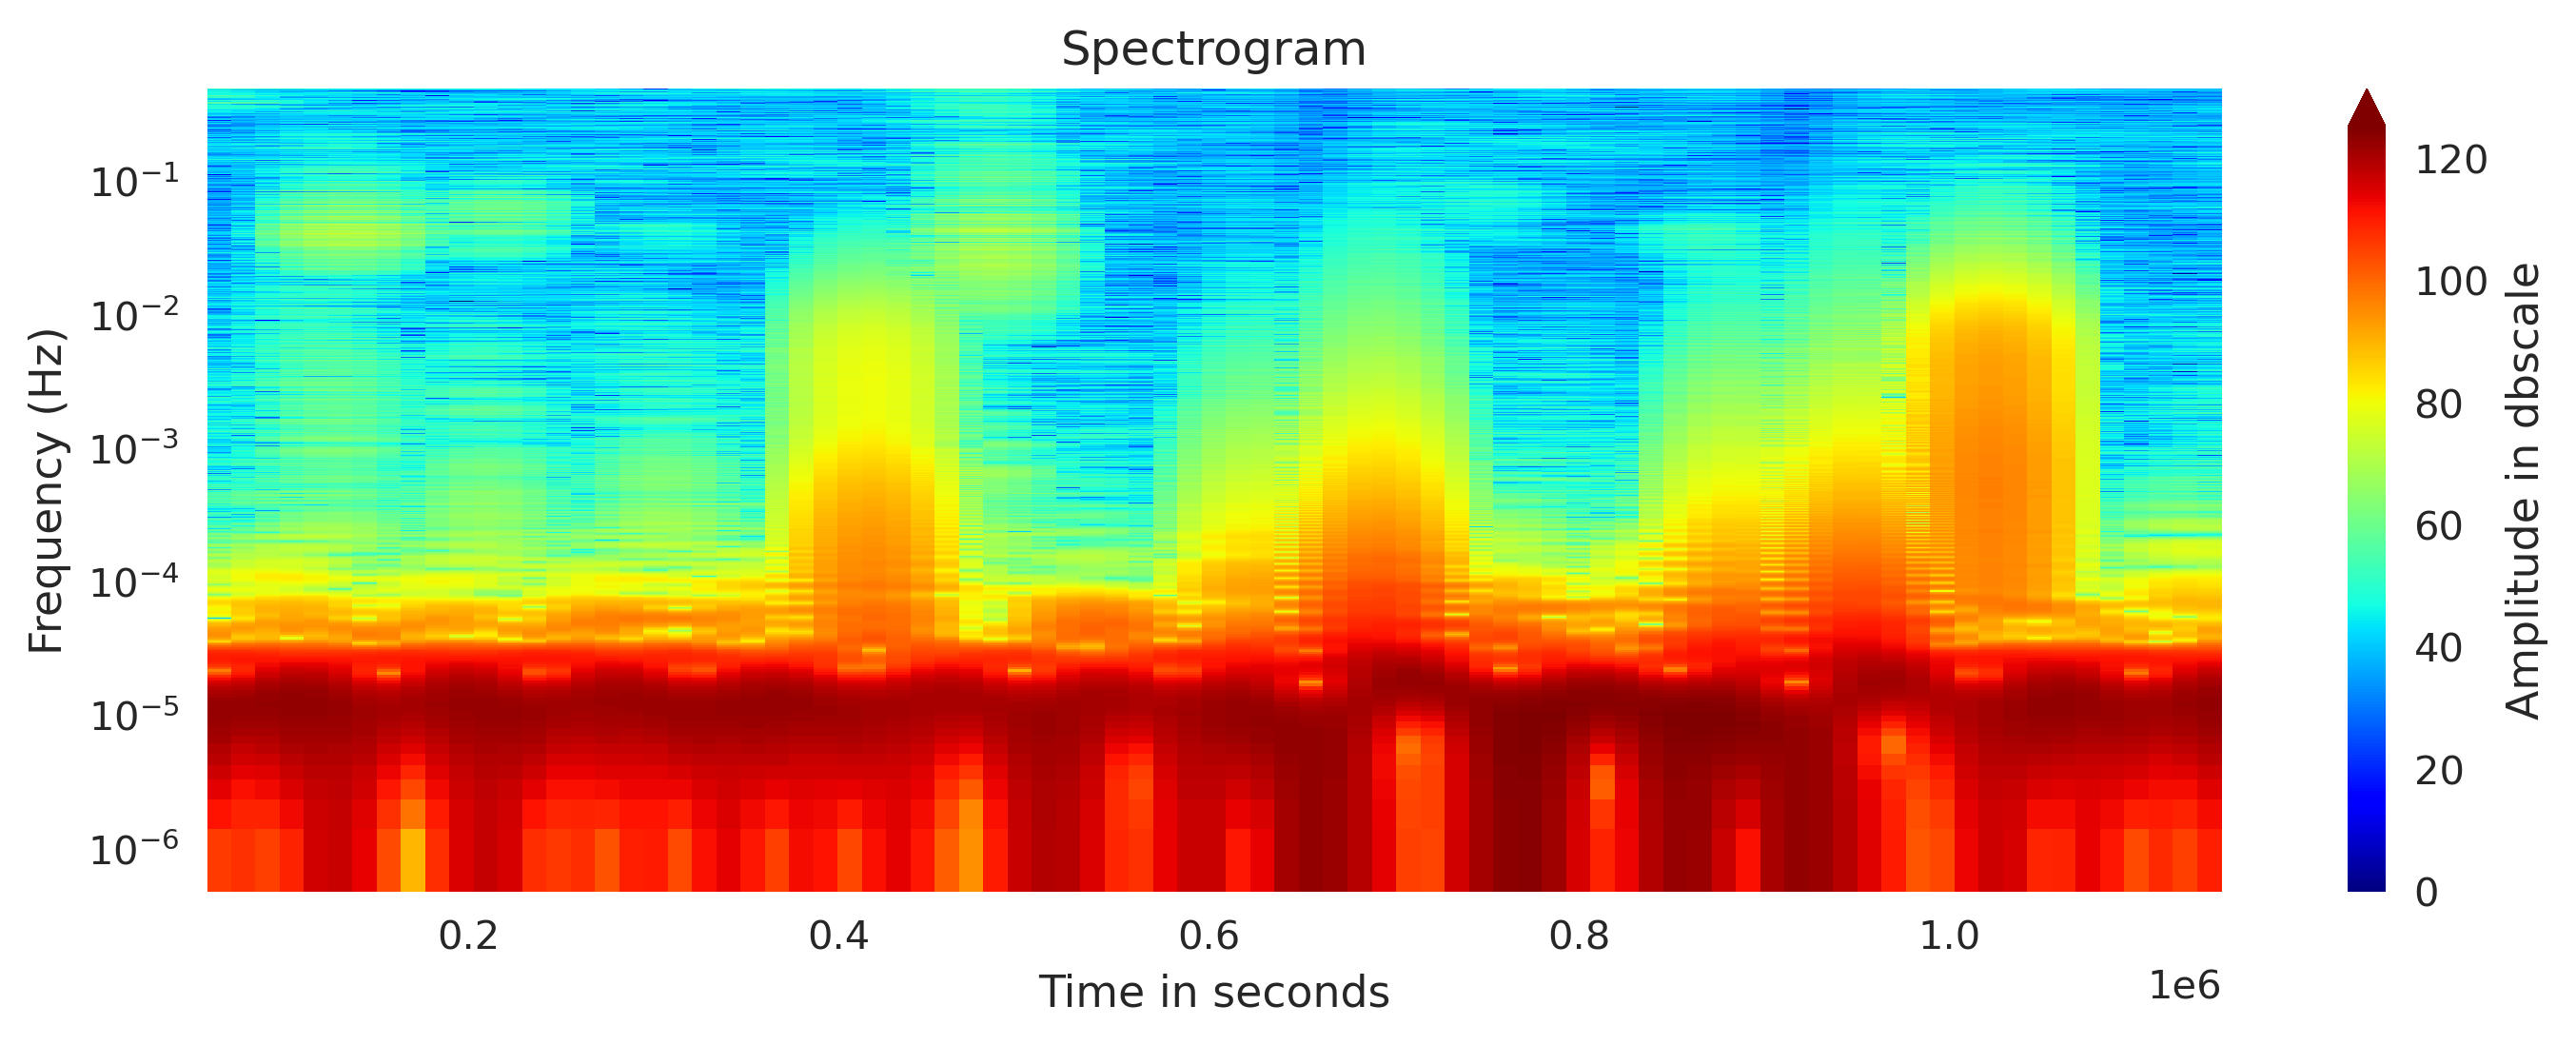 Spectrogram
Frequency (Hz)
10⁻¹
10⁻²
10⁻³
10⁻⁴
10⁻⁵
10⁻⁶
0.2 0.4 0.6 0.8 1.0
1e6
Time in seconds
120
100
80
60
40
20
0
Amplitude in dbscale